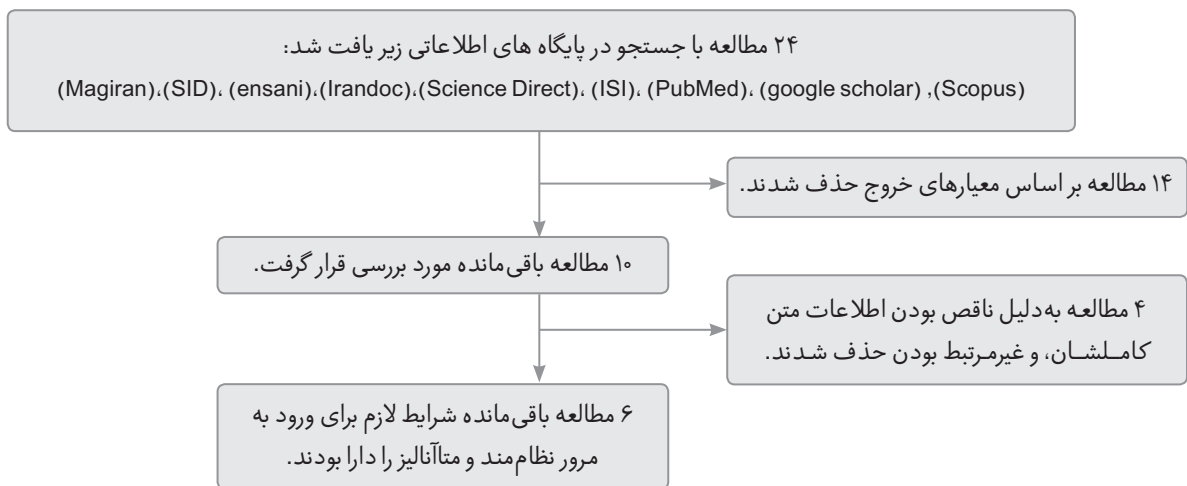 ۲۴ مطالعه با جستجو در پایگاه های اطلاعاتی زیر یافت شد:
(Magiran)،(SID)، (ensani)،(Irandoc)،(Science Direct)، (ISI)، (PubMed)، (google scholar) ,(Scopus)
۱۴ مطالعه بر اساس معیارهای خروج حذف شدند.
۱۰ مطالعه باقی‌مانده مورد بررسی قرار گرفت.
۴ مطالعه به‌دلیل ناقص بودن اطلاعات متن
کامـلشـان، و غیرمرتبط بودن حذف شـدند.
۶ مطالعه باقی‌مانده شرایط لازم برای ورود به
مرور نظام‌مند و متاآنالیز را دارا بودند.